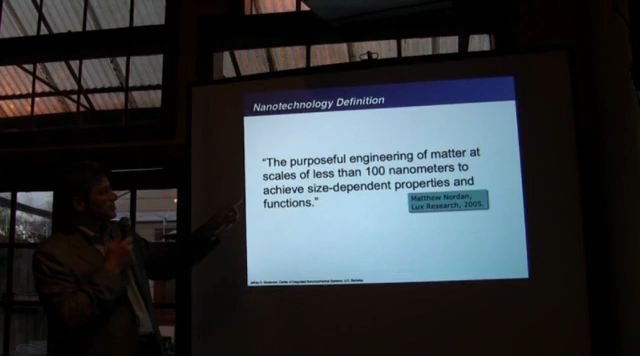 Nanotechnology Definition
“The purposeful engineering of matter at
scales of less than 100 nanometers to
achieve size-dependent properties and
functions.”
Matthew Nordan,
Lux Research, 2005.